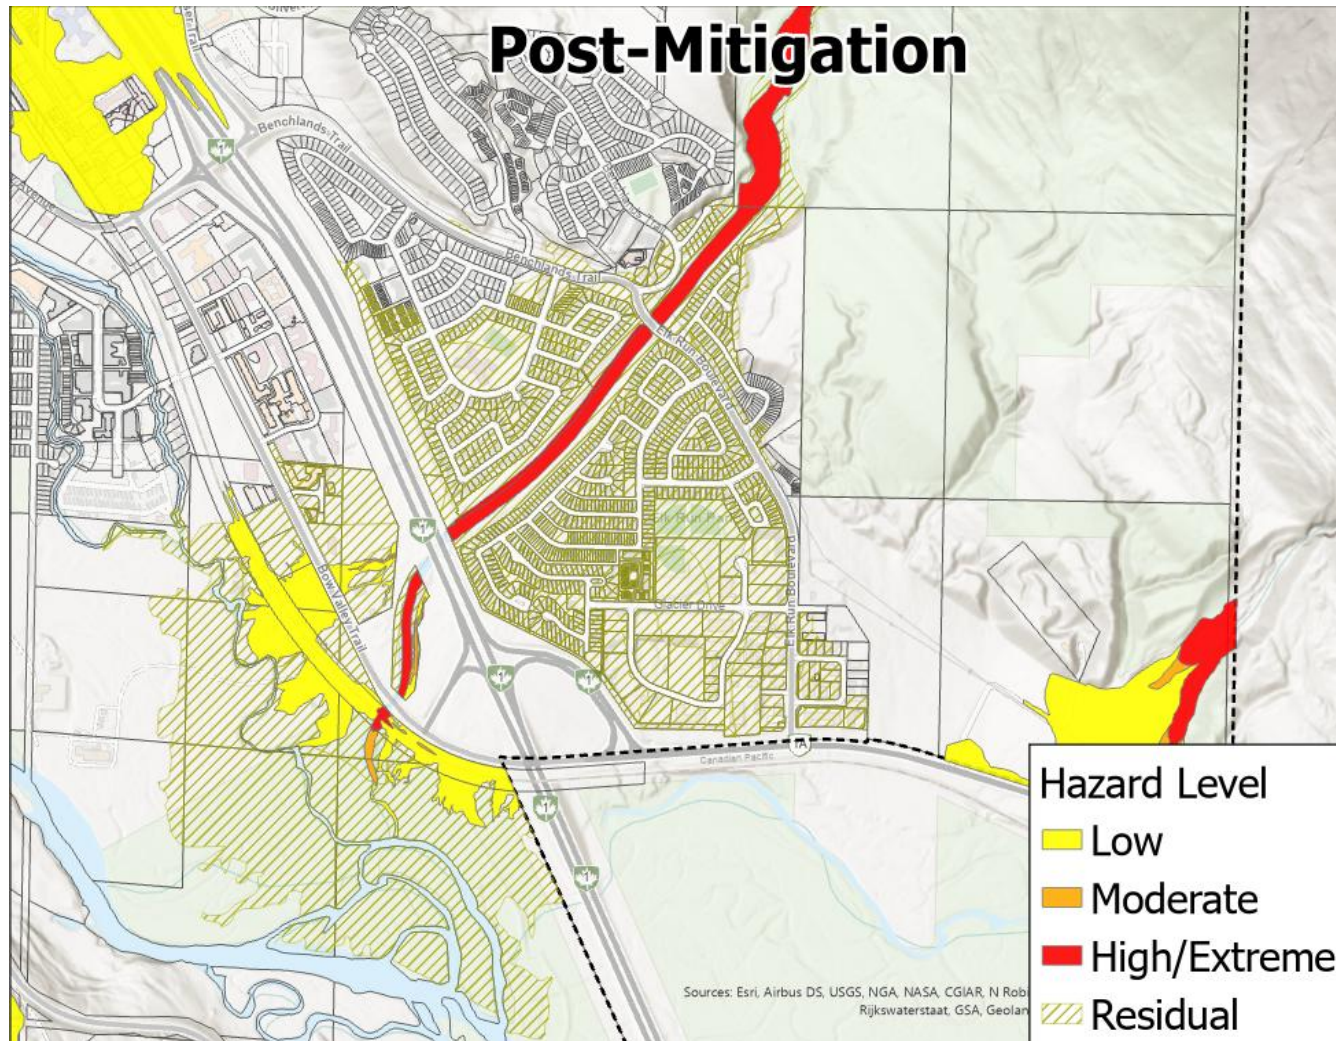 Post-Mitigation
Benchlands Trail
1
Benchlands Trail
Elk Run Boulevard
1
Bow Valley Trail
Glacier Drive
Elk Run Boulevard
1
1
1A
Canadian Pacific
1
1
Hazard Level
Low
Moderate
High/Extreme
Residual
Sources: Esri, Airbus DS, USGS, NGA, NASA, CGIAR, N Robi
Rijkswaterstaat, GSA, Geolan